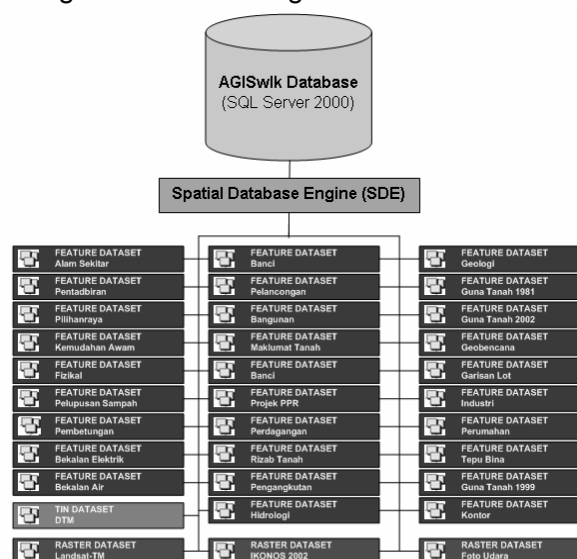 AGISwlk Database
(SQL Server 2000)
Spatial Database Engine (SDE)
FEATURE DATASET
Alam Sekitar
FEATURE DATASET
Banci
FEATURE DATASET
Geologi
FEATURE DATASET
Pentadbiran
FEATURE DATASET
Pelancongan
FEATURE DATASET
Guna Tanah 1981
FEATURE DATASET
Pilihanraya
FEATURE DATASET
Bangunan
FEATURE DATASET
Guna Tanah 2002
FEATURE DATASET
Kemudahan Awam
FEATURE DATASET
Maklumat Tanah
FEATURE DATASET
Geobencana
FEATURE DATASET
Fizikal
FEATURE DATASET
Banci
FEATURE DATASET
Garisan Lot
FEATURE DATASET
Pelupusan Sampah
FEATURE DATASET
Projek PPR
FEATURE DATASET
Industri
FEATURE DATASET
Pembetungan
FEATURE DATASET
Perdagangan
FEATURE DATASET
Perumahan
FEATURE DATASET
Bekalan Elektrik
FEATURE DATASET
Rizab Tanah
FEATURE DATASET
Tepu Bina
FEATURE DATASET
Bekalan Air
FEATURE DATASET
Pengangkutan
FEATURE DATASET
Guna Tanah 1999
TIN DATASET
DTM
FEATURE DATASET
Hidrologi
FEATURE DATASET
Kontor
RASTER DATASET
Landsat-TM
RASTER DATASET
IKONOS 2002
RASTER DATASET
Foto Udara